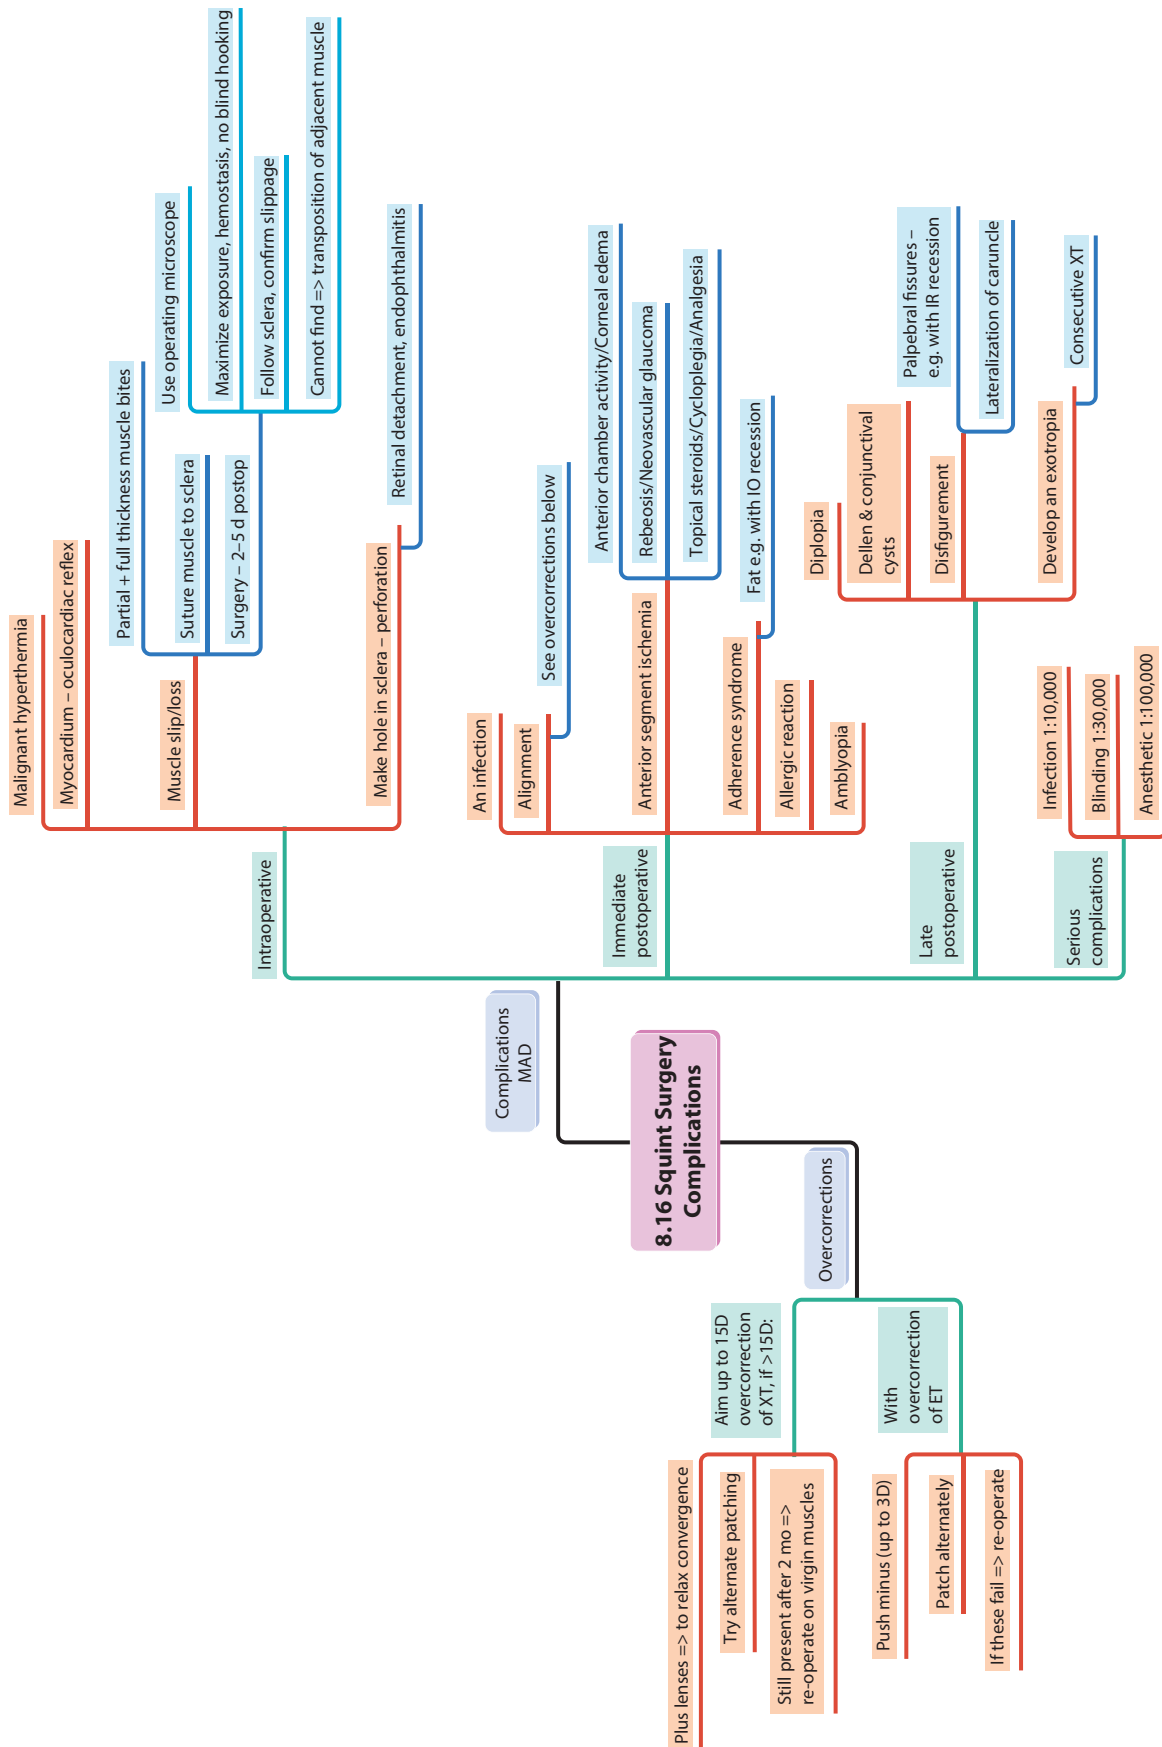 8.16 Squint Surgery
Complications
Complications
MAD
Intraoperative
Malignant hyperthermia
Myocardium – oculocardiac reflex
Muscle slip/loss
Partial + full thickness muscle bites
Suture muscle to sclera
Surgery – 2–5 d postop
Use operating microscope
Maximize exposure, hemostasis, no blind hooking
Follow sclera, confirm slippage
Cannot find => transposition of adjacent muscle
Make hole in sclera – perforation
Retinal detachment, endophthalmitis
Immediate
postoperative
An infection
Alignment
See overcorrections below
Anterior segment ischemia
Anterior chamber activity/Corneal edema
Rebeosis/Neovascular glaucoma
Topical steroids/Cycloplegia/Analgesia
Adherence syndrome
Fat e.g. with IO recession
Allergic reaction
Amblyopia
Late
postoperative
Diplopia
Dellen & conjunctival
cysts
Disfigurement
Palpebral fissures –
e.g. with IR recession
Lateralization of caruncle
Develop an exotropia
Consecutive XT
Serious
complications
Infection 1:10,000
Blinding 1:30,000
Anesthetic 1:100,000
Overcorrections
Aim up to 15D
overcorrection
of XT, if >15D:
Plus lenses => to relax convergence
Try alternate patching
Still present after 2 mo =>
re-operate on virgin muscles
With
overcorrection
of ET
Push minus (up to 3D)
Patch alternately
If these fail => re-operate